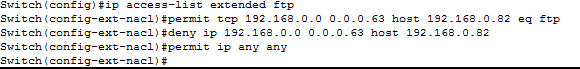 Switch(config)#ip access-list extended ftp
Switch(config-ext-nacl)#permit tcp 192.168.0.0 0.0.0.63 host 192.168.0.82 eq ftp
Switch(config-ext-nacl)#deny ip 192.168.0.0 0.0.0.63 host 192.168.0.82
Switch(config-ext-nacl)#permit ip any any
Switch(config-ext-nacl)#